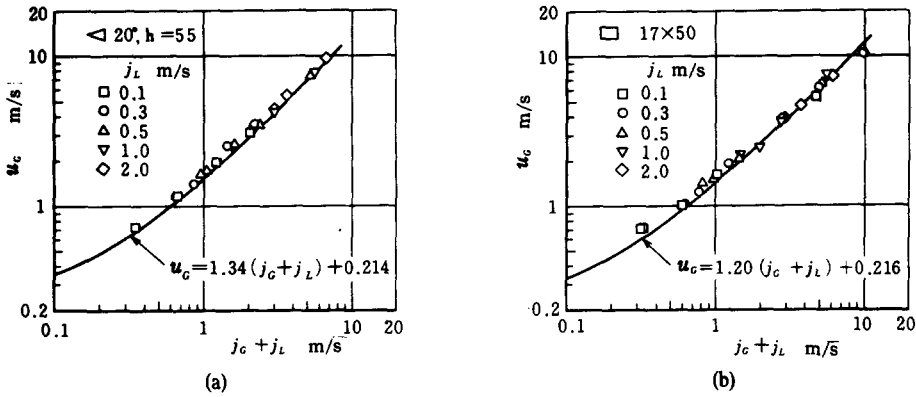 20
◁ 20°, h = 55
10
j_L m/s
□ 0.1
○ 0.3
△ 0.5
▽ 1.0
◇ 2.0
m/s
u_G
1
u_G=1.34 (j_G+j_L)+0.214
0.2
0.1 1 10 20
j_G+j_L m/s
(a)
20
▭ 17×50
10
j_L m/s
□ 0.1
○ 0.3
△ 0.5
▽ 1.0
◇ 2.0
m/s
u_G
1
u_G=1.20 (j_G +j_L)+0.216
0.2
0.1 1 10 20
j_G+j_L m/s
(b)